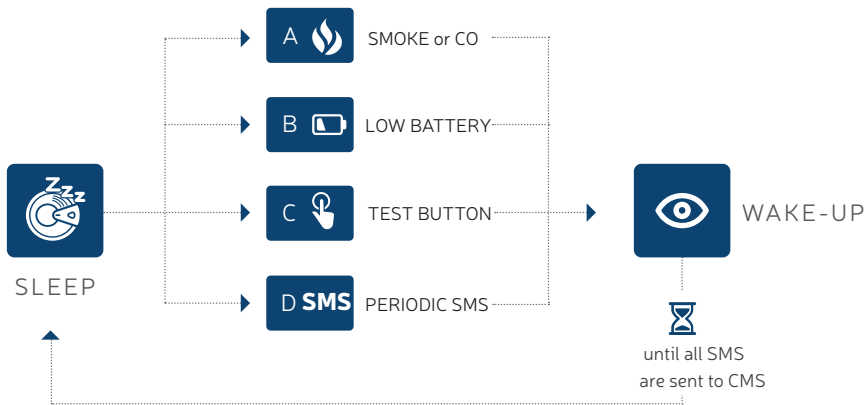 A
SMOKE or CO
B
LOW BATTERY
ZZZ
C
TEST BUTTON
WAKE-UP
SLEEP
D SMS
PERIODIC SMS
until all SMS
are sent to CMS